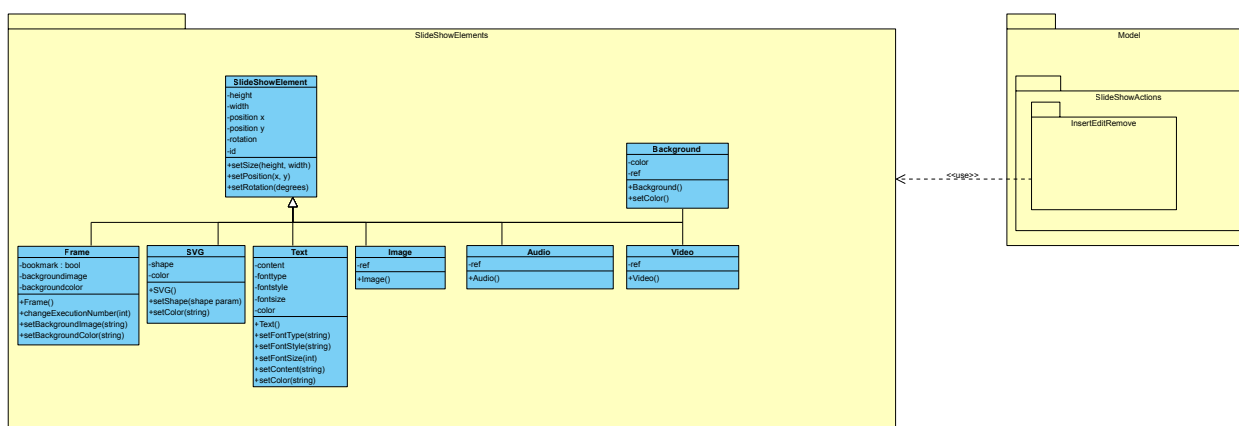 SlideShowElements
Model
SlideShowActions
InsertEditRemove
<<use>>
SlideShowElement
-height
-width
-position x
-position y
-rotation
-id
+setSize(height, width)
+setPosition(x, y)
+setRotation(degrees)
Background
-color
-ref
+Background()
+setColor()
Frame
-bookmark : bool
-backgroundimage
-backgroundcolor
+Frame()
+changeExecutionNumber(int)
+setBackgroundImage(string)
+setBackgroundColor(string)
SVG
-shape
-color
+SVG()
+setShape(shape param)
+setColor(string)
Text
-content
-fonttype
-fontstyle
-fontsize
-color
+Text()
+setFontType(string)
+setFontStyle(string)
+setFontSize(int)
+setContent(string)
+setColor(string)
Image
-ref
+Image()
Audio
-ref
+Audio()
Video
-ref
+Video()